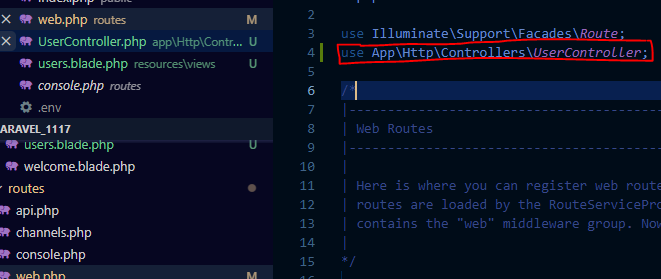 indexl.php public
web.php routes M
UserController.php app\Http\Contr... U
users.blade.php resources\views U
console.php routes
.env
ARAVEL_1117
users.blade.php U
welcome.blade.php
routes
api.php
channels.php
console.php
web.php M
2
3 use Illuminate\Support\Facades\Route;
4 use App\Http\Controllers\UserController;
5
6 /*
7 |--------------------------------------
8 | Web Routes
9 |--------------------------------------
10 |
11 | Here is where you can register web route
12 | routes are loaded by the RouteServicePro
13 | contains the "web" middleware group. Now
14 |
15 */
16